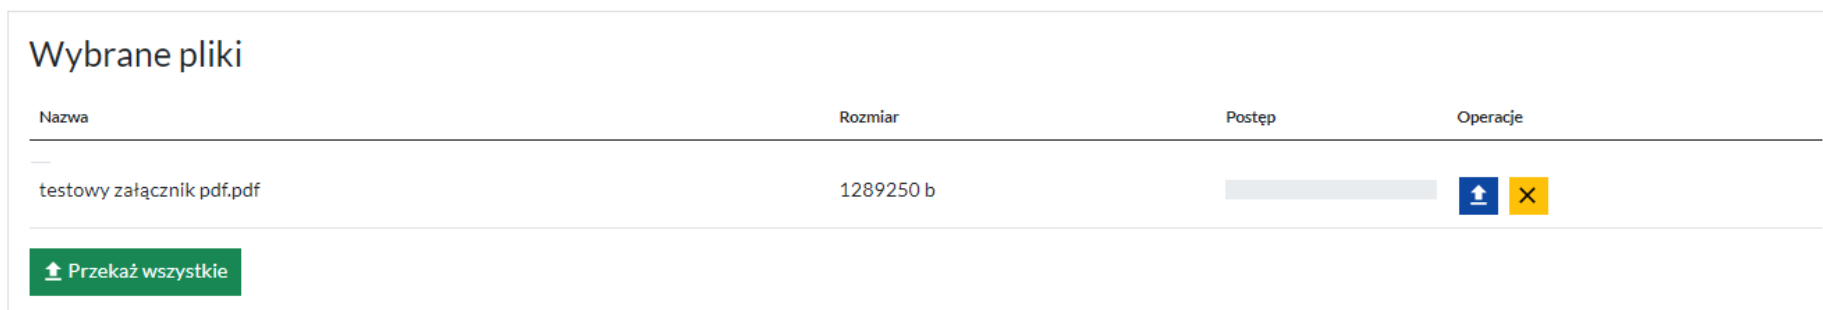 Wybrane pliki
Nazwa Rozmiar Postęp Operacje
testowy załącznik pdf.pdf 1289250 b
Przekaż wszystkie